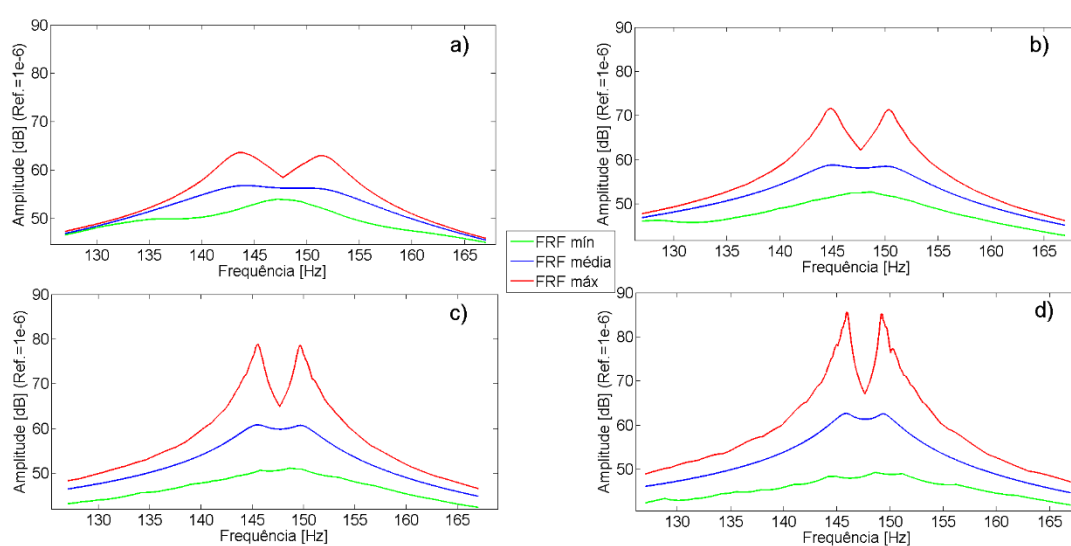 a)
Amplitude [dB] (Ref.=1e-6)
90
80
70
60
50
130 135 140 145 150 155 160 165
Frequência [Hz]
b)
Amplitude [dB] (Ref.=1e-6)
90
80
70
60
50
130 135 140 145 150 155 160 165
Frequência [Hz]
FRF mín
FRF média
FRF máx
c)
Amplitude [dB] (Ref.=1e-6)
90
80
70
60
50
130 135 140 145 150 155 160 165
Frequência [Hz]
d)
Amplitude [dB] (Ref.=1e-6)
90
80
70
60
50
130 135 140 145 150 155 160 165
Frequência [Hz]